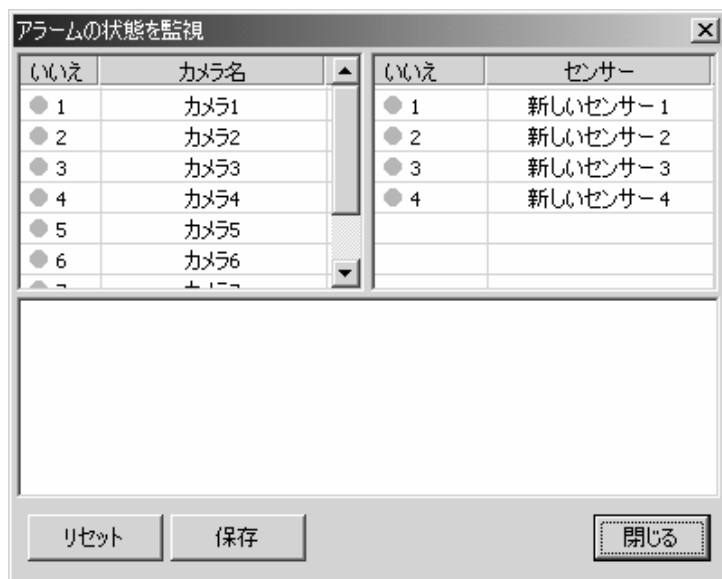 アラームの状態を監視
いいえ カメラ名
1 カメラ1
2 カメラ2
3 カメラ3
4 カメラ4
5 カメラ5
6 カメラ6
いいえ センサー
1 新しいセンサー 1
2 新しいセンサー 2
3 新しいセンサー 3
4 新しいセンサー 4
リセット 保存 閉じる